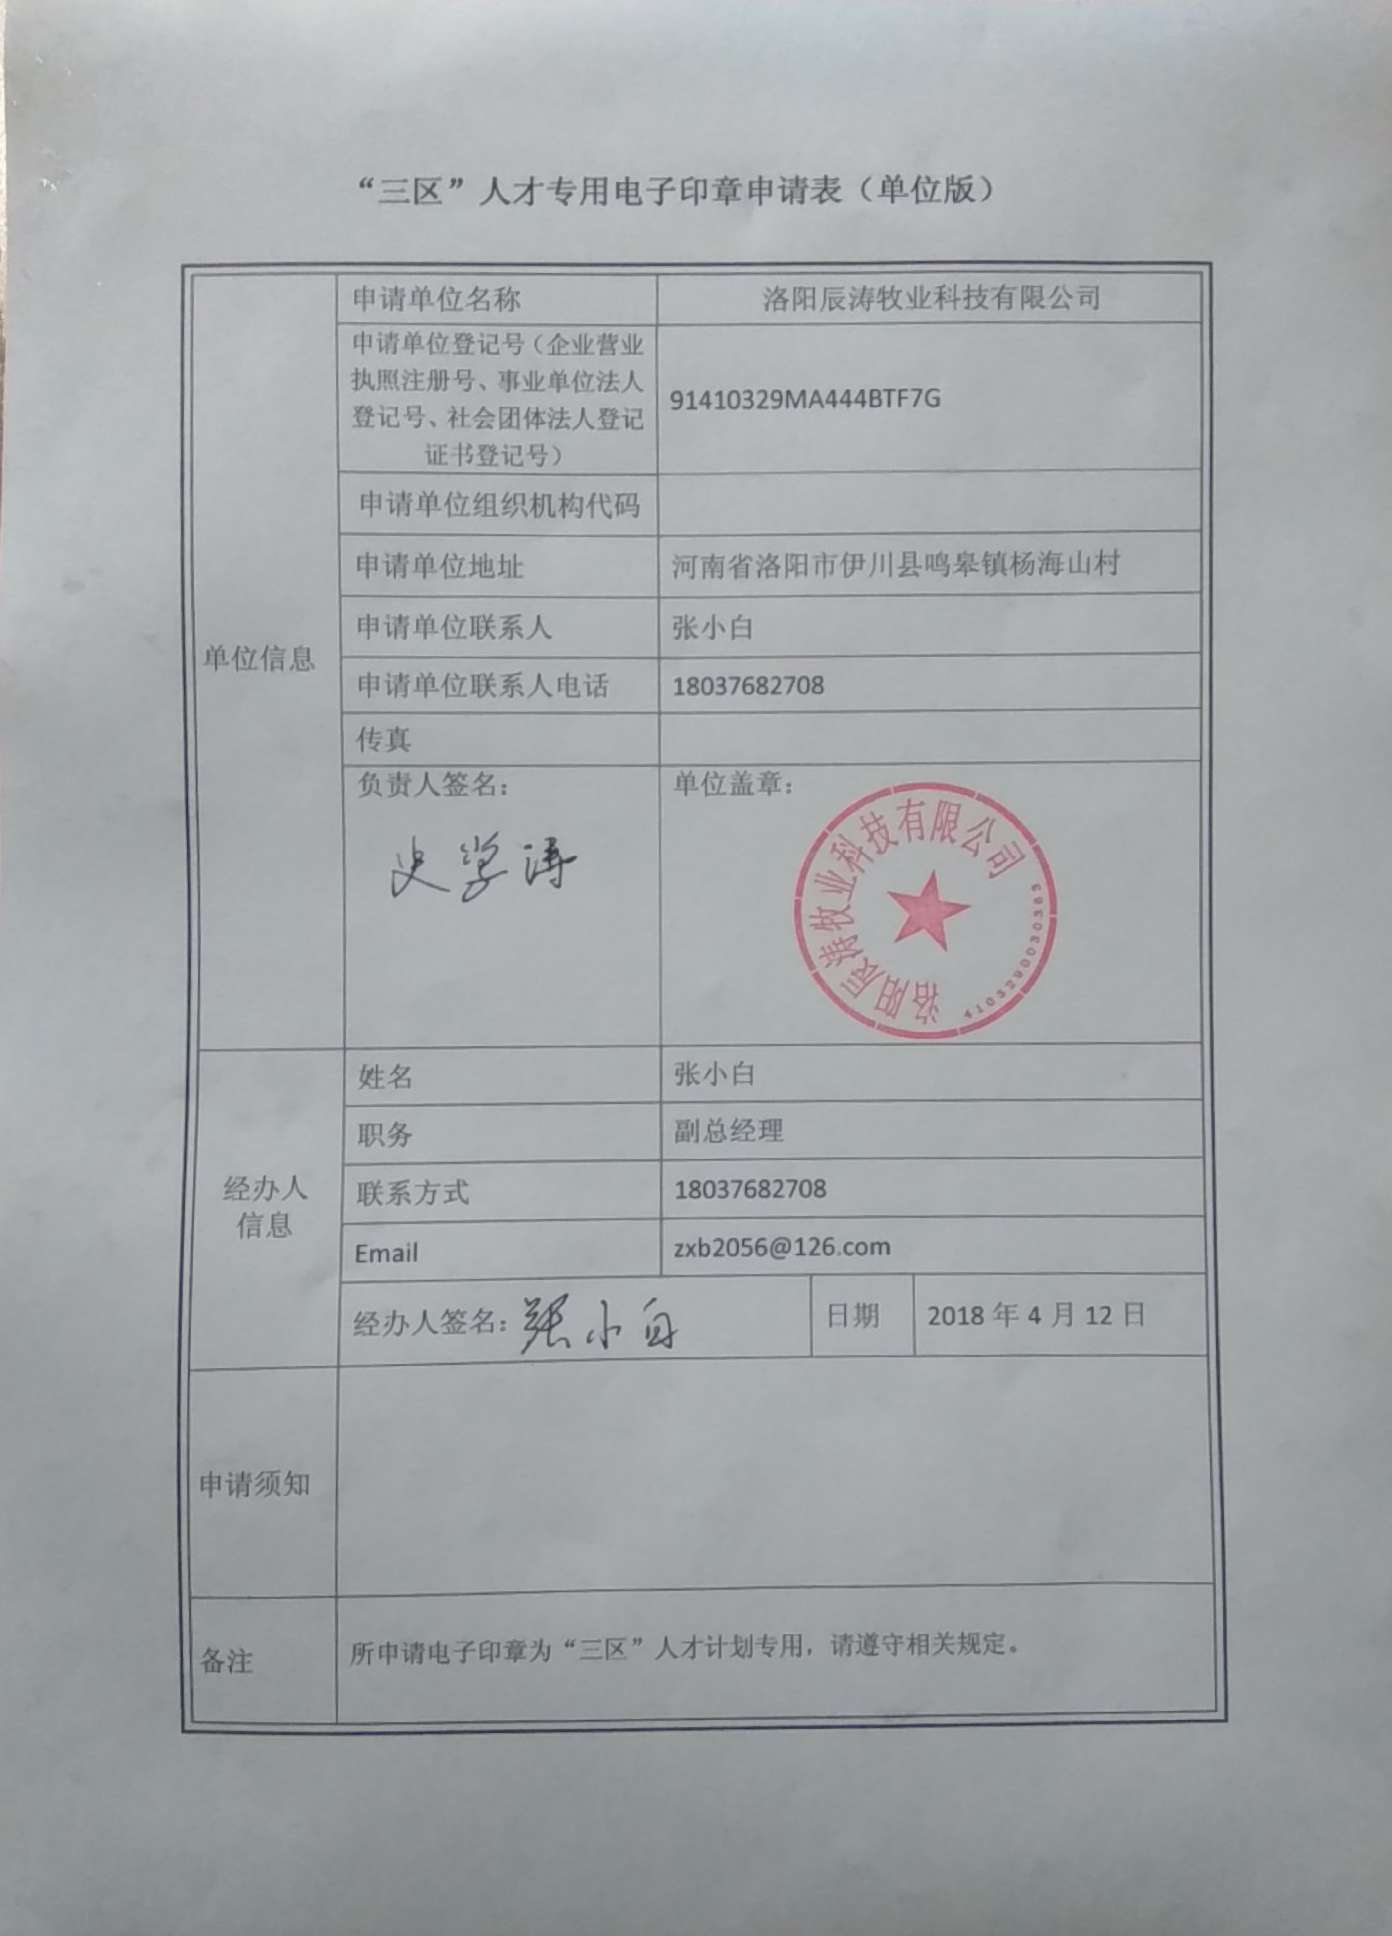 “三区”人才专用电子印章申请表（单位版）
单位信息
申请单位名称
洛阳辰涛牧业科技有限公司
申请单位登记号（企业营业
执照注册号、事业单位法人
登记号、社会团体法人登记
证书登记号）
91410329MA444BTF7G
申请单位组织机构代码
申请单位地址
河南省洛阳市伊川县鸣皋镇杨海山村
申请单位联系人
张小白
申请单位联系人电话
18037682708
传真
负责人签名：
史学涛
单位盖章：
洛阳辰涛牧业科技有限公司
4103290030369
经办人
信息
姓名
张小白
职务
副总经理
联系方式
18037682708
Email
zxb2056@126.com
经办人签名：张小白
日期
2018 年 4 月 12 日
申请须知
备注
所申请电子印章为“三区”人才计划专用，请遵守相关规定。